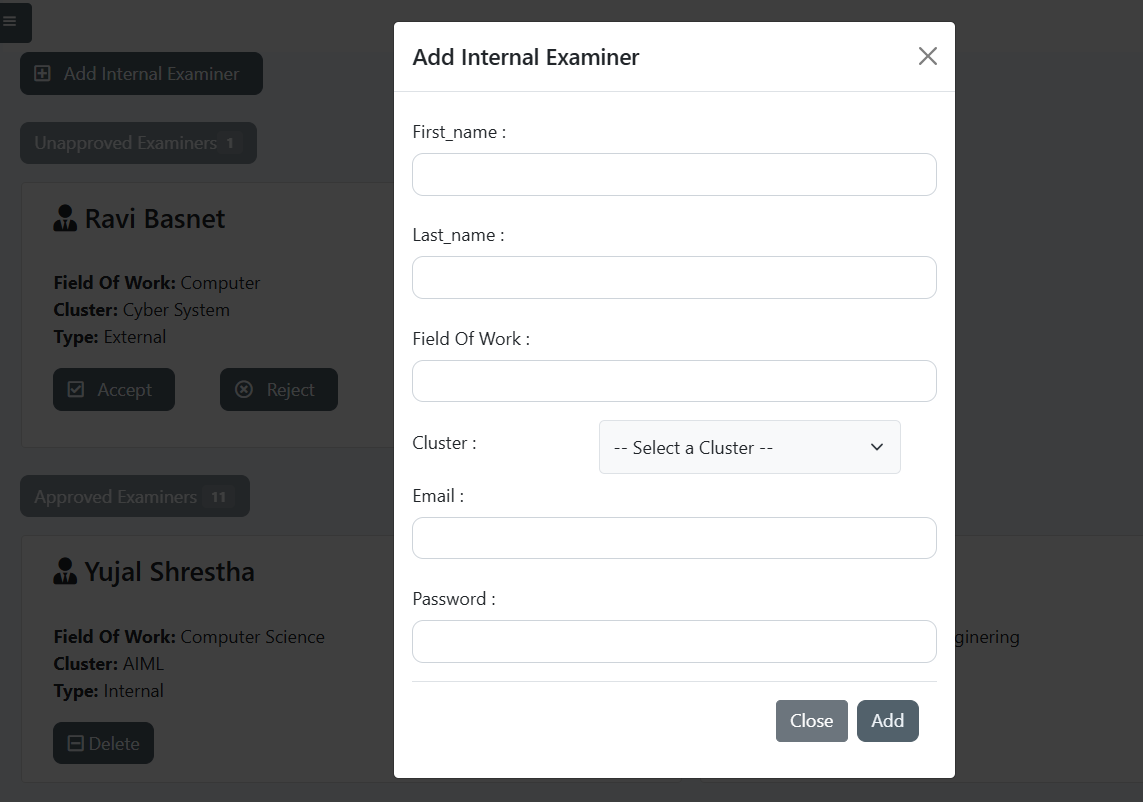 Add Internal Examiner
Unapproved Examiners 1
Ravi Basnet
Field Of Work: Computer
Cluster: Cyber System
Type: External
Accept
Reject
Approved Examiners 11
Yujal Shrestha
Field Of Work: Computer Science
Cluster: AIML
Type: Internal
Delete
Add Internal Examiner
First_name :
Last_name :
Field Of Work :
Cluster :
-- Select a Cluster --
Email :
Password :
Close
Add
ginering